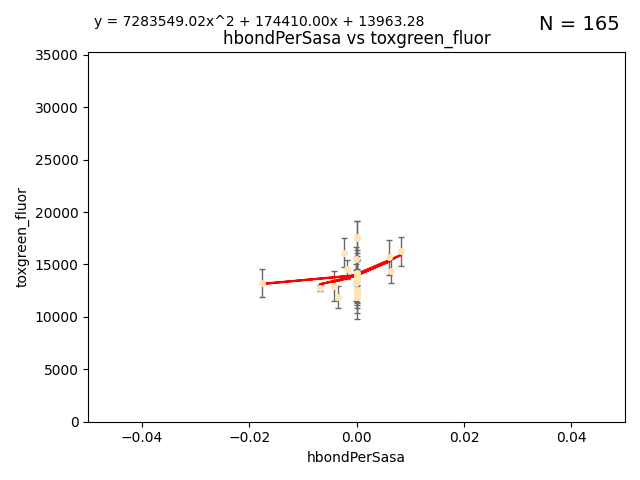 y = 7283549.02x^2 + 174410.00x + 13963.28
N = 165
hbondPerSasa vs toxgreen_fluor
35000
30000
25000
20000
15000
10000
5000
0
toxgreen_fluor
−0.04 −0.02 0.00 0.02 0.04
hbondPerSasa